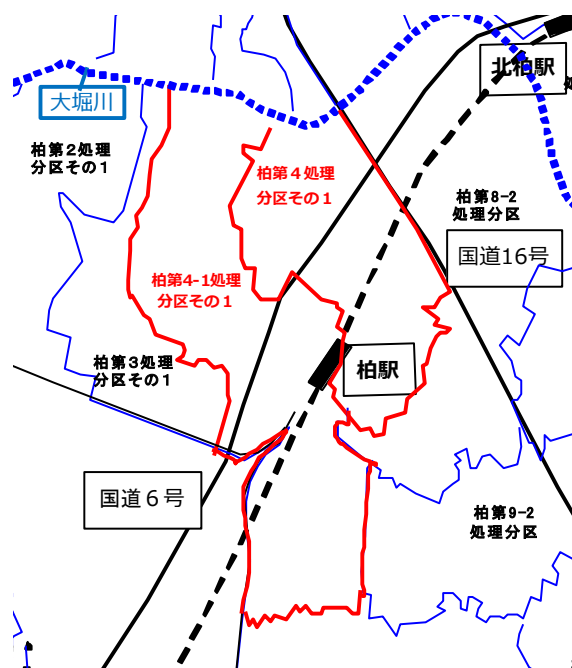 北柏駅
処
大堀川
柏第2処理
分区その1
柏第4処理
分区その1
柏第8-2
処理分区
国道16号
柏第4-1処理
分区その1
柏第3処理
分区その1
柏駅
国道6号
柏第9-2
処理分区